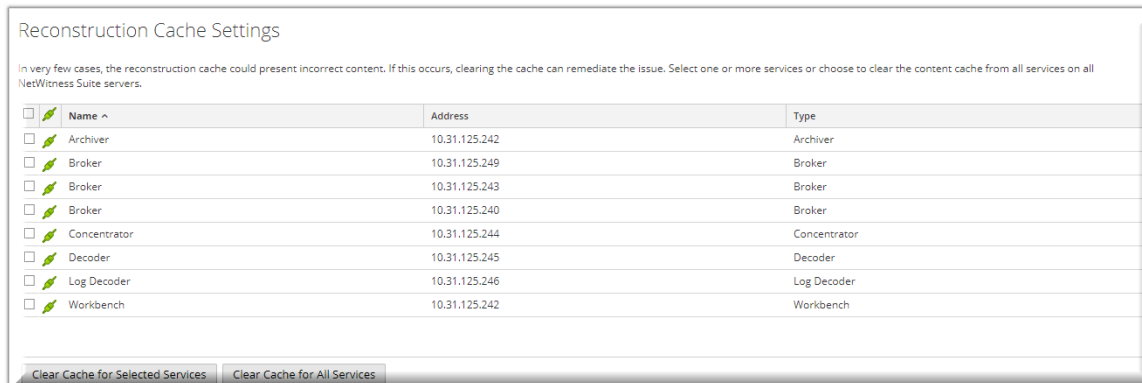 Reconstruction Cache Settings
In very few cases, the reconstruction cache could present incorrect content. If this occurs, clearing the cache can remediate the issue. Select one or more services or choose to clear the content cache from all services on all
NetWitness Suite servers.
Name Address Type
Archiver 10.31.125.242 Archiver
Broker 10.31.125.249 Broker
Broker 10.31.125.243 Broker
Broker 10.31.125.240 Broker
Concentrator 10.31.125.244 Concentrator
Decoder 10.31.125.245 Decoder
Log Decoder 10.31.125.246 Log Decoder
Workbench 10.31.125.242 Workbench
Clear Cache for Selected Services Clear Cache for All Services